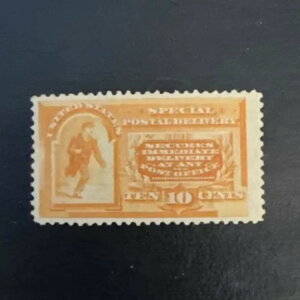 UNITED STATES
SPECIAL
POSTAL DELIVERY
SECURES
IMMEDIATE
DELIVERY
AT ANY
POST OFFICE
TEN 10 CENTS